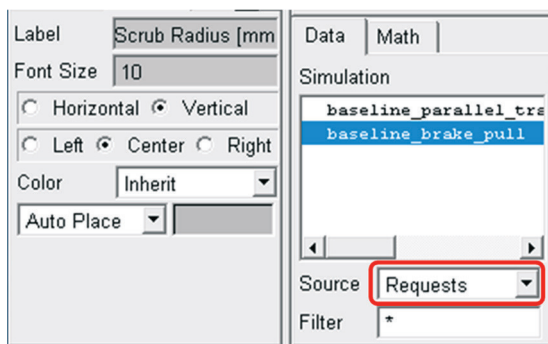 Label Scrub Radius [mm
Font Size 10
Horizontal Vertical
Left Center Right
Color Inherit
Auto Place
Data Math
Simulation
baseline_parallel_tra
baseline_brake_pull
Source Requests
Filter *